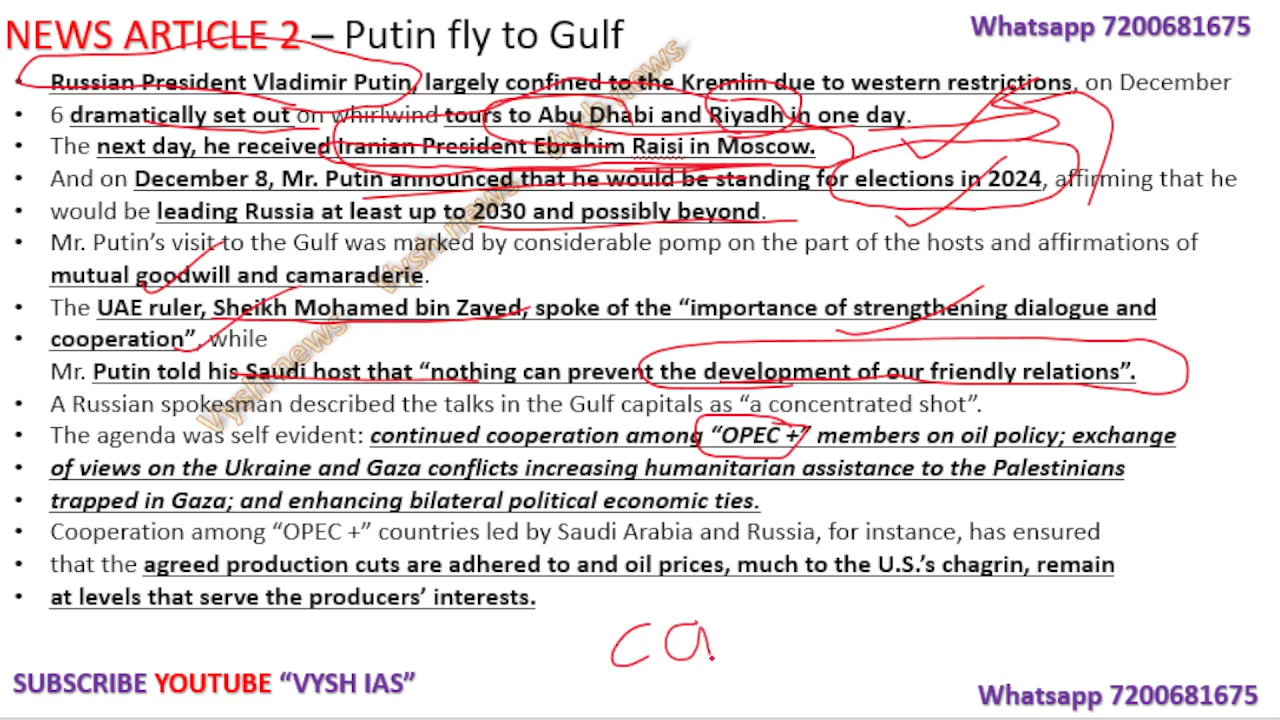 NEWS ARTICLE 2 – Putin fly to Gulf
Whatsapp 7200681675
• Russian President Vladimir Putin, largely confined to the Kremlin due to western restrictions, on December
• 6 dramatically set out on whirlwind tours to Abu Dhabi and Riyadh in one day.
• The next day, he received Iranian President Ebrahim Raisi in Moscow.
• And on December 8, Mr. Putin announced that he would be standing for elections in 2024, affirming that he
• would be leading Russia at least up to 2030 and possibly beyond.
• Mr. Putin’s visit to the Gulf was marked by considerable pomp on the part of the hosts and affirmations of
mutual goodwill and camaraderie.
• The UAE ruler, Sheikh Mohamed bin Zayed, spoke of the “importance of strengthening dialogue and
• cooperation”, while
Mr. Putin told his Saudi host that “nothing can prevent the development of our friendly relations”.
• A Russian spokesman described the talks in the Gulf capitals as “a concentrated shot”.
• The agenda was self evident: continued cooperation among “OPEC +” members on oil policy; exchange
• of views on the Ukraine and Gaza conflicts increasing humanitarian assistance to the Palestinians
• trapped in Gaza; and enhancing bilateral political economic ties.
• Cooperation among “OPEC +” countries led by Saudi Arabia and Russia, for instance, has ensured
• that the agreed production cuts are adhered to and oil prices, much to the U.S.’s chagrin, remain
• at levels that serve the producers’ interests.
Vysh news
Vysh news
Vysh news
SUBSCRIBE YOUTUBE “VYSH IAS”
Whatsapp 7200681675